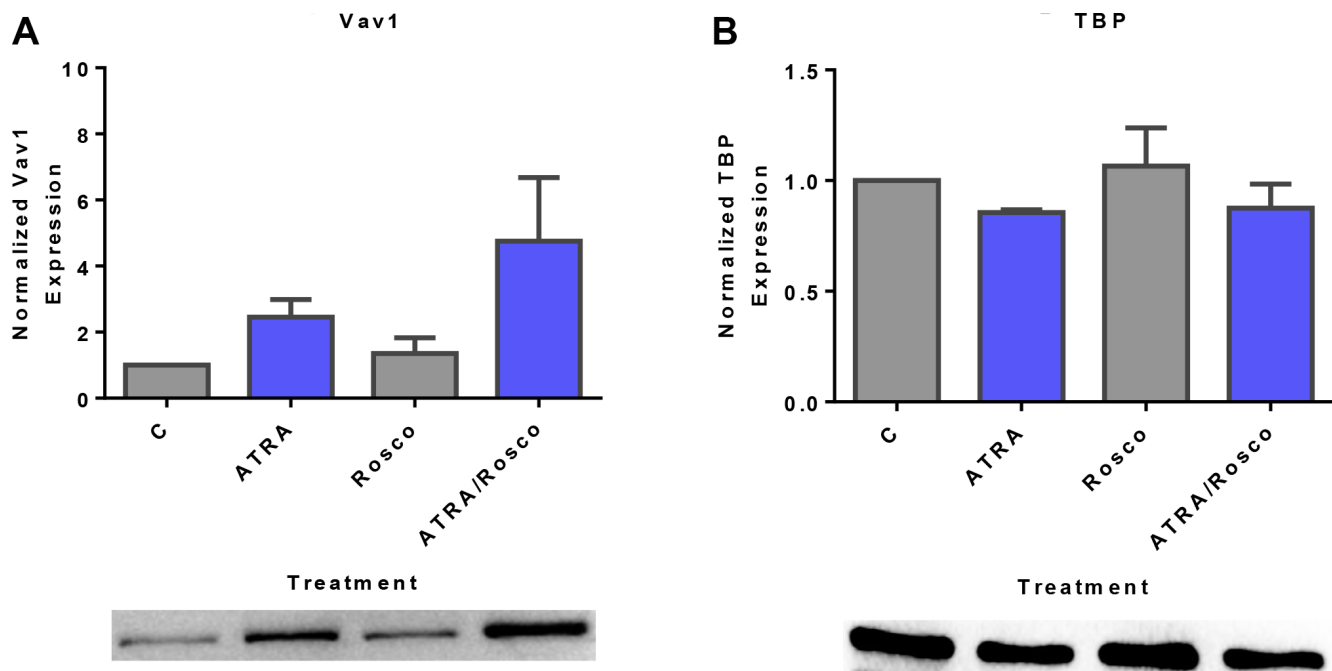 A
Vav1
Normalized Vav1
Expression
10
8
6
4
2
0
C
ATRA
Rosco
ATRA/Rosco
Treatment
B
TBP
Normalized TBP
Expression
1.5
1.0
0.5
0.0
C
ATRA
Rosco
ATRA/Rosco
Treatment